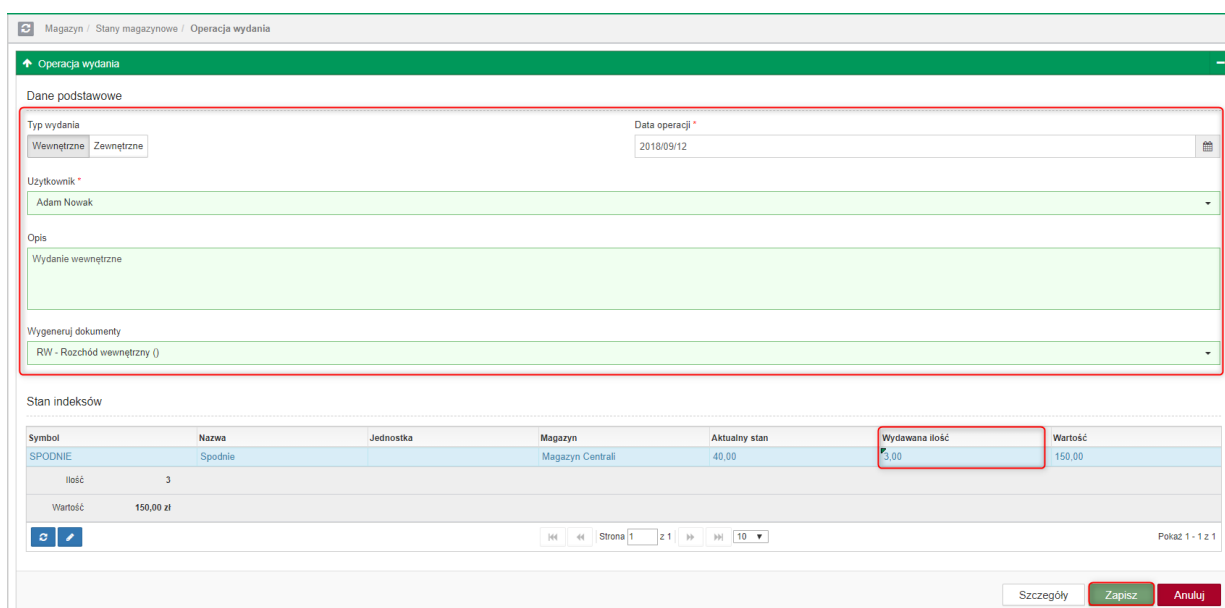 Magazyn / Stany magazynowe / Operacja wydania
Operacja wydania
Dane podstawowe
Typ wydania Data operacji *
Wewnętrzne Zewnętrzne 2018/09/12
Użytkownik *
Adam Nowak
Opis
Wydanie wewnętrzne
Wygeneruj dokumenty
RW - Rozchód wewnętrzny ()
Stan indeksów
Symbol Nazwa Jednostka Magazyn Aktualny stan Wydawana ilość Wartość
SPODNIE Spodnie Magazyn Centrali 40,00 3,00 150,00
Ilość 3
Wartość 150,00 zł
Strona 1 z 1 10 Pokaż 1 - 1 z 1
Szczegóły Zapisz Anuluj